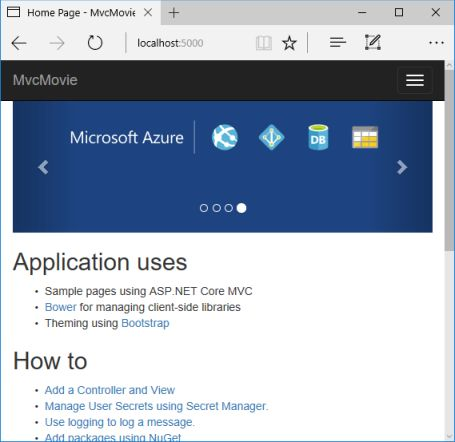 Home Page - MvcMovie
localhost:5000
MvcMovie
Microsoft Azure
DB
Application uses
• Sample pages using ASP.NET Core MVC
• Bower for managing client-side libraries
• Theming using Bootstrap
How to
• Add a Controller and View
• Manage User Secrets using Secret Manager.
• Use logging to log a message.
• Add packages using NuGet